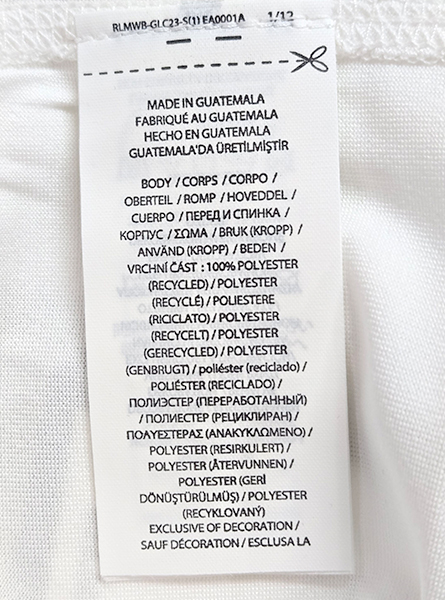 RLMWB-GLC23-S(1) EA0001A 1/12
MADE IN GUATEMALA
FABRIQUÉ AU GUATEMALA
HECHO EN GUATEMALA
GUATEMALA'DA ÜRETİLMİŞTİR
BODY / CORPS / CORPO /
OBERTEIL / ROMP / HOVEDDEL /
CUERPO / ПЕРЕД И СПИНКА /
КОРПУС / ΣΩΜΑ / BRUK (KROPP) /
ANVÄND (KROPP) / BEDEN /
VRCHNÍ ČÁST : 100% POLYESTER
(RECYCLED) / POLYESTER
(RECYCLÉ) / POLIESTERE
(RICICLATO) / POLYESTER
(RECYCELT) / POLYESTER
(GERECYCLED) / POLYESTER
(GENBRUGT) / poliéster (reciclado) /
POLIÉSTER (RECICLADO) /
ПОЛИЭСТЕР (ПЕРЕРАБОТАННЫЙ)
/ ПОЛИЕСТЕР (РЕЦИКЛИРАН) /
ΠΟΛΥΕΣΤΕΡΑΣ (ΑΝΑΚΥΚΛΩΜΕΝΟ) /
POLYESTER (RESIRKULERT) /
POLYESTER (ÅTERVUNNEN) /
POLYESTER (GERİ
DÖNÜŞTÜRÜLMÜŞ) / POLYESTER
(RECYKLOVANÝ)
EXCLUSIVE OF DECORATION /
SAUF DÉCORATION / ESCLUSA LA